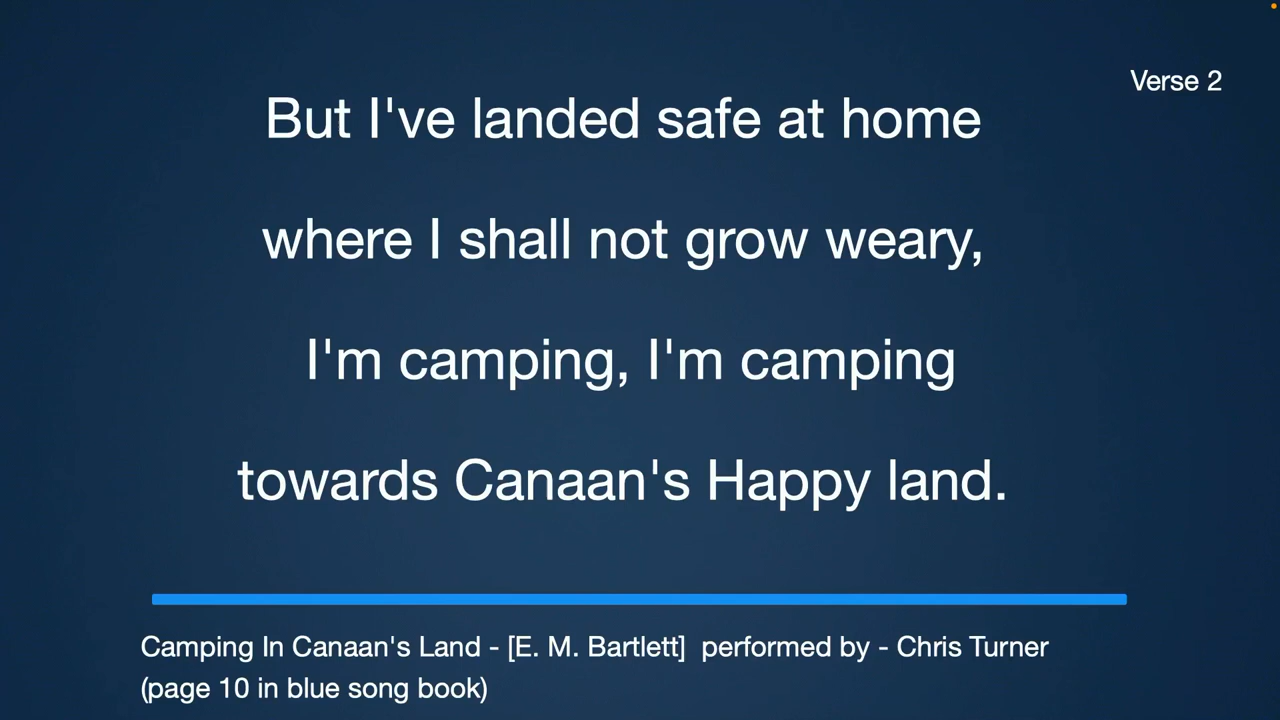 Verse 2
But I've landed safe at home
where I shall not grow weary,
I'm camping, I'm camping
towards Canaan's Happy land.
Camping In Canaan's Land - [E. M. Bartlett]  performed by - Chris Turner
(page 10 in blue song book)